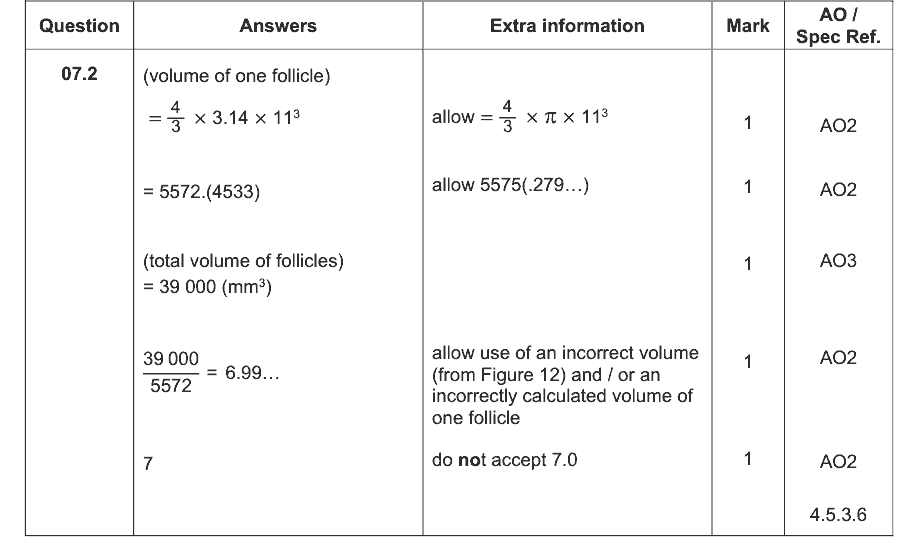 Question Answers Extra information Mark AO /
Spec Ref.
07.2 (volume of one follicle)
= 4/3 × 3.14 × 11³ allow = 4/3 × π × 11³ 1 AO2
= 5572.(4533) allow 5575(.279...) 1 AO2
(total volume of follicles) 1 AO3
= 39 000 (mm³)
39 000/5572 = 6.99... allow use of an incorrect volume 1 AO2
(from Figure 12) and / or an
incorrectly calculated volume of
one follicle
7 do not accept 7.0 1 AO2
4.5.3.6